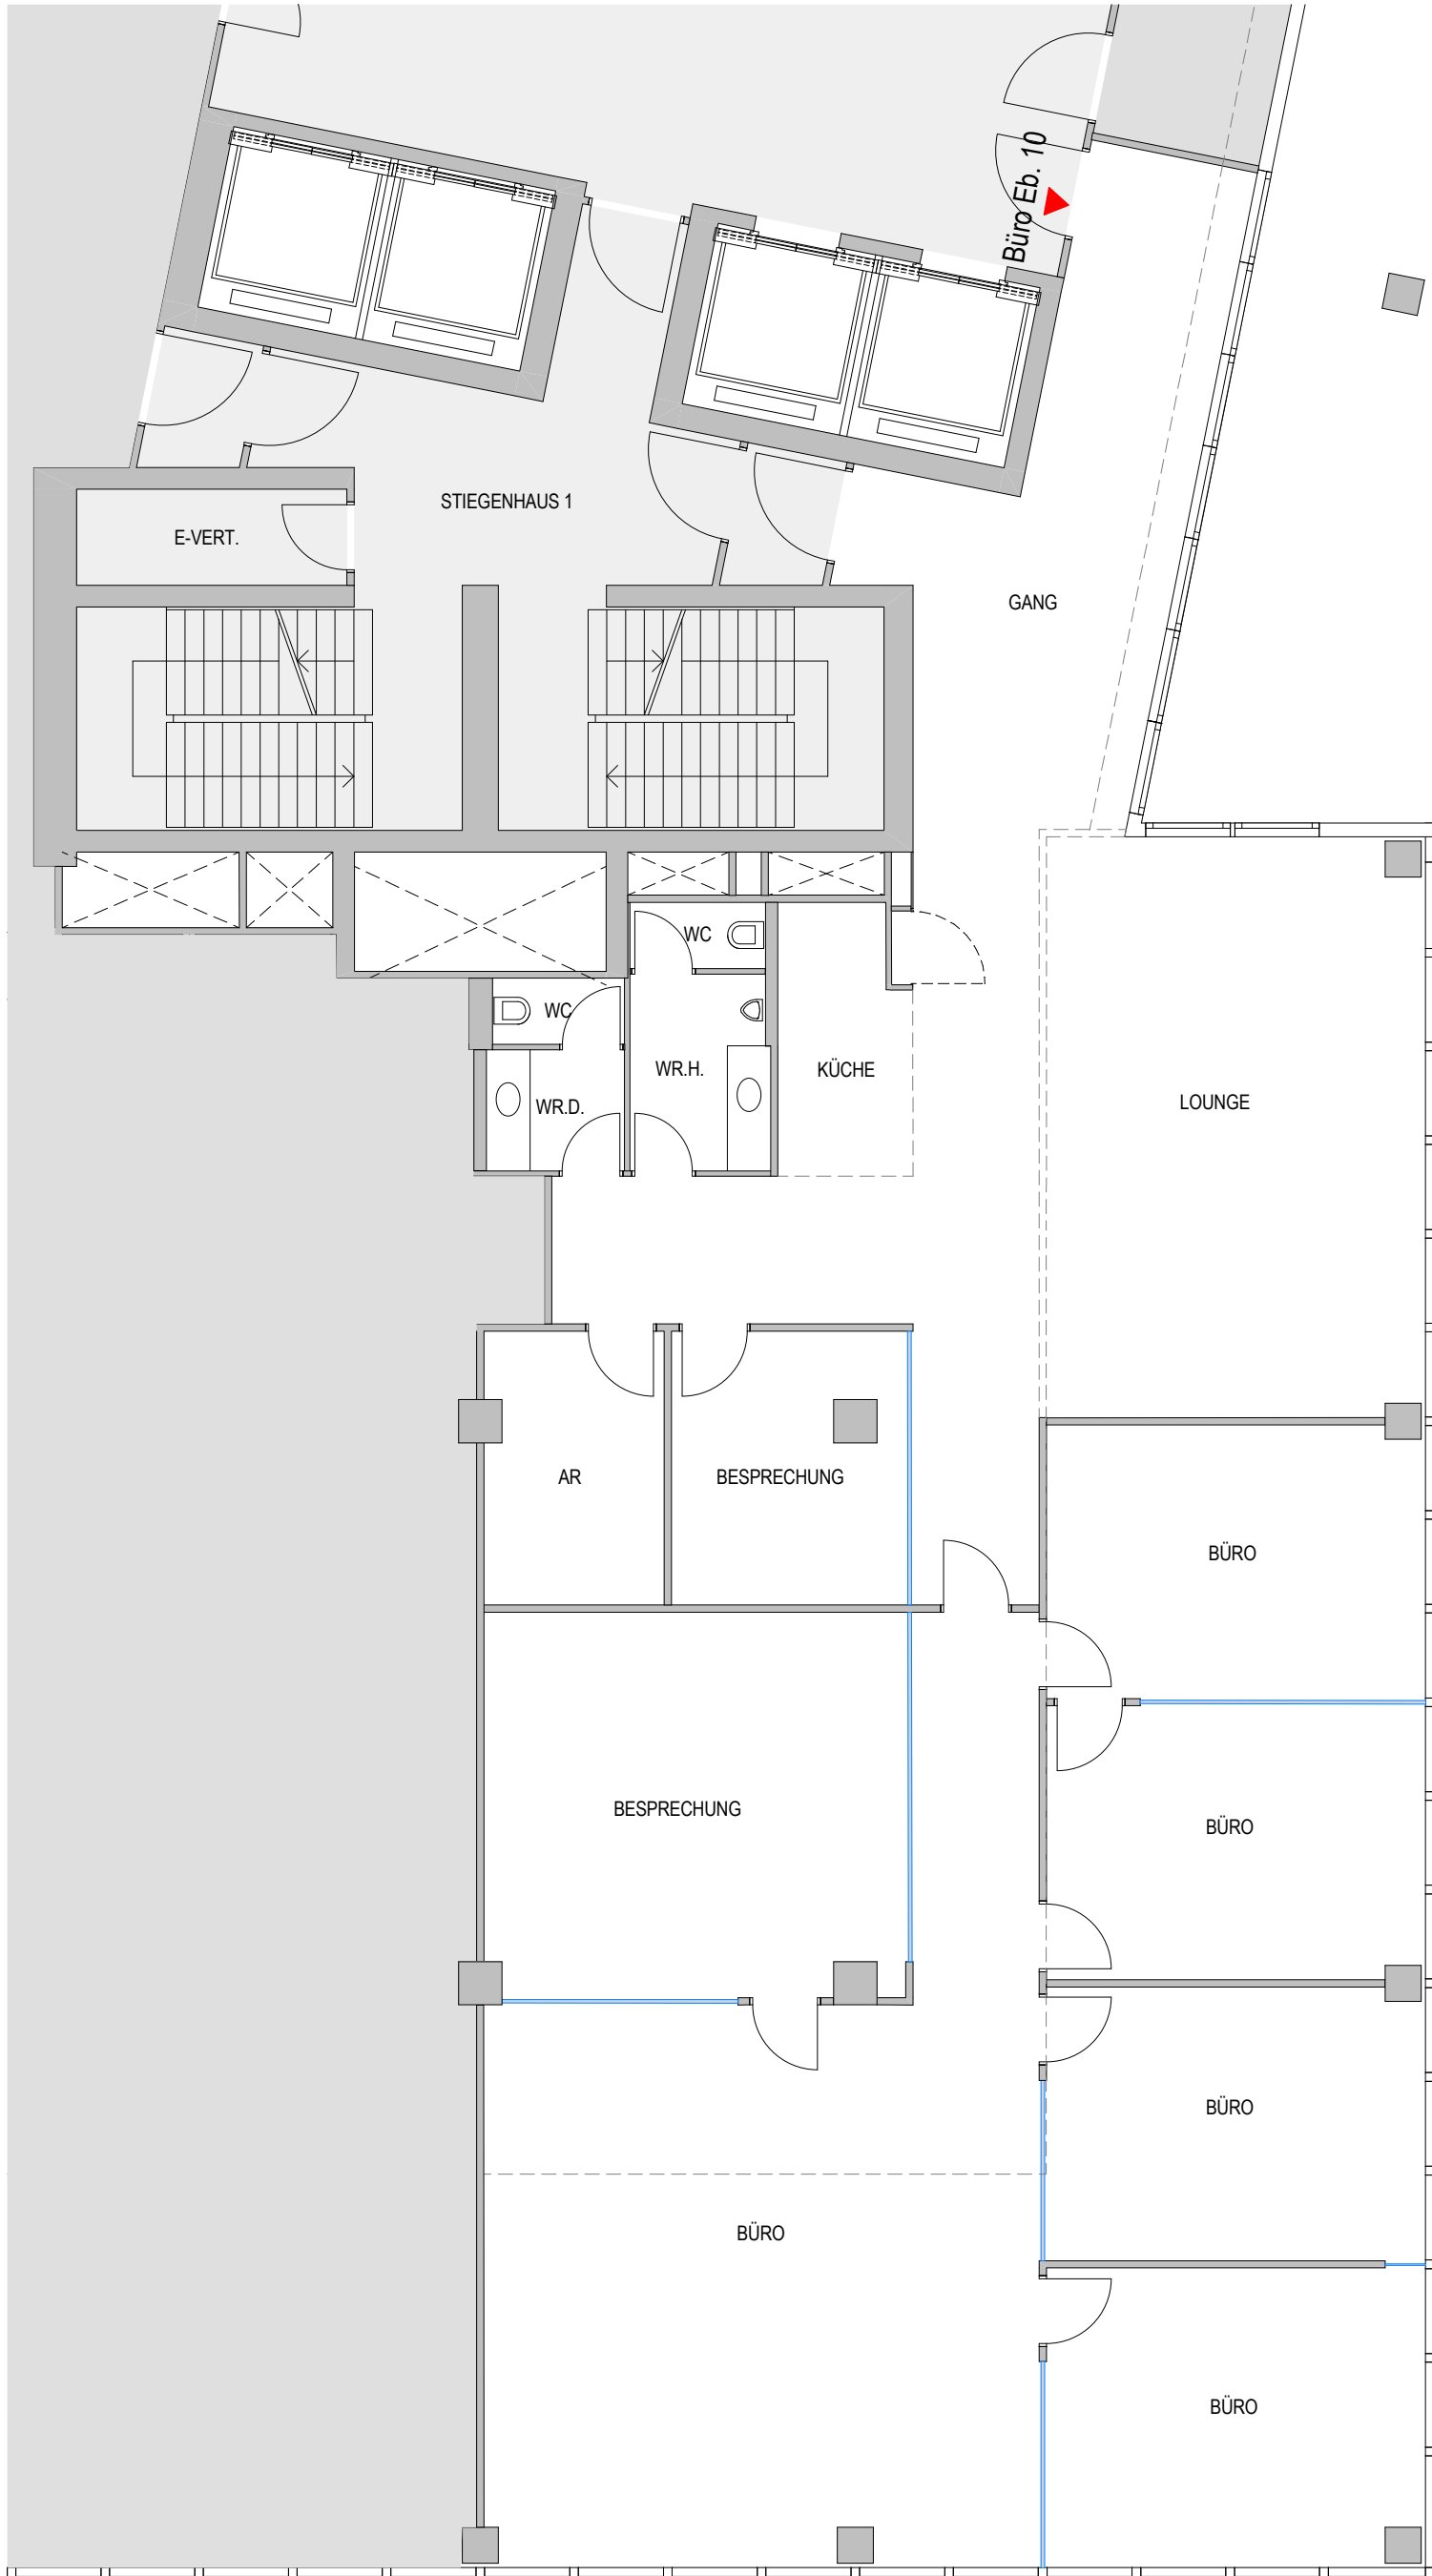 Büro Eb. 10
STIEGENHAUS 1
E-VERT.
GANG
WC
WC
WR.H.
KÜCHE
WR.D.
LOUNGE
AR
BESPRECHUNG
BÜRO
BESPRECHUNG
BÜRO
BÜRO
BÜRO
BÜRO